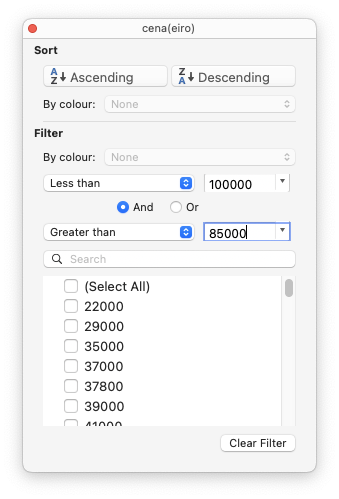 cena(eiro)
Sort
A Z Ascending
Z A Descending
By colour: None
Filter
By colour: None
Less than 100000
And Or
Greater than 85000
Search
(Select All)
22000
29000
35000
37000
37800
39000
41000
Clear Filter